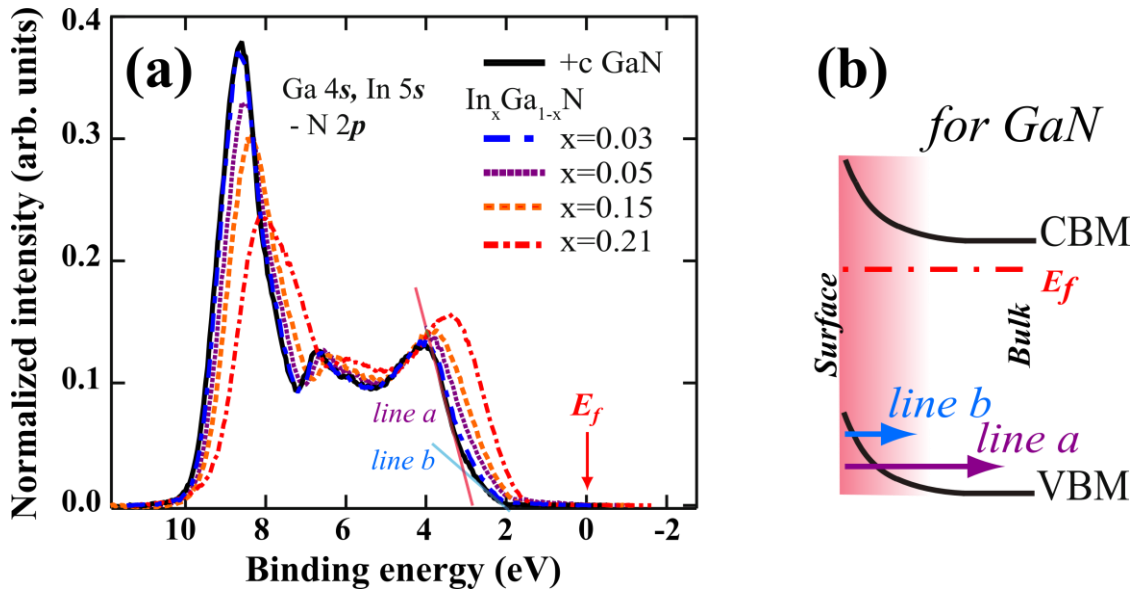 (a)
Normalized intensity (arb. units)
0.4
0.3
0.2
0.1
0.0
Ga 4s, In 5s
- N 2p
+c GaN
InxGa1-xN
x=0.03
x=0.05
x=0.15
x=0.21
line a
line b
Ef
10
8
6
4
2
0
-2
Binding energy (eV)
(b)
for GaN
CBM
Ef
Surface
Bulk
line b
line a
VBM